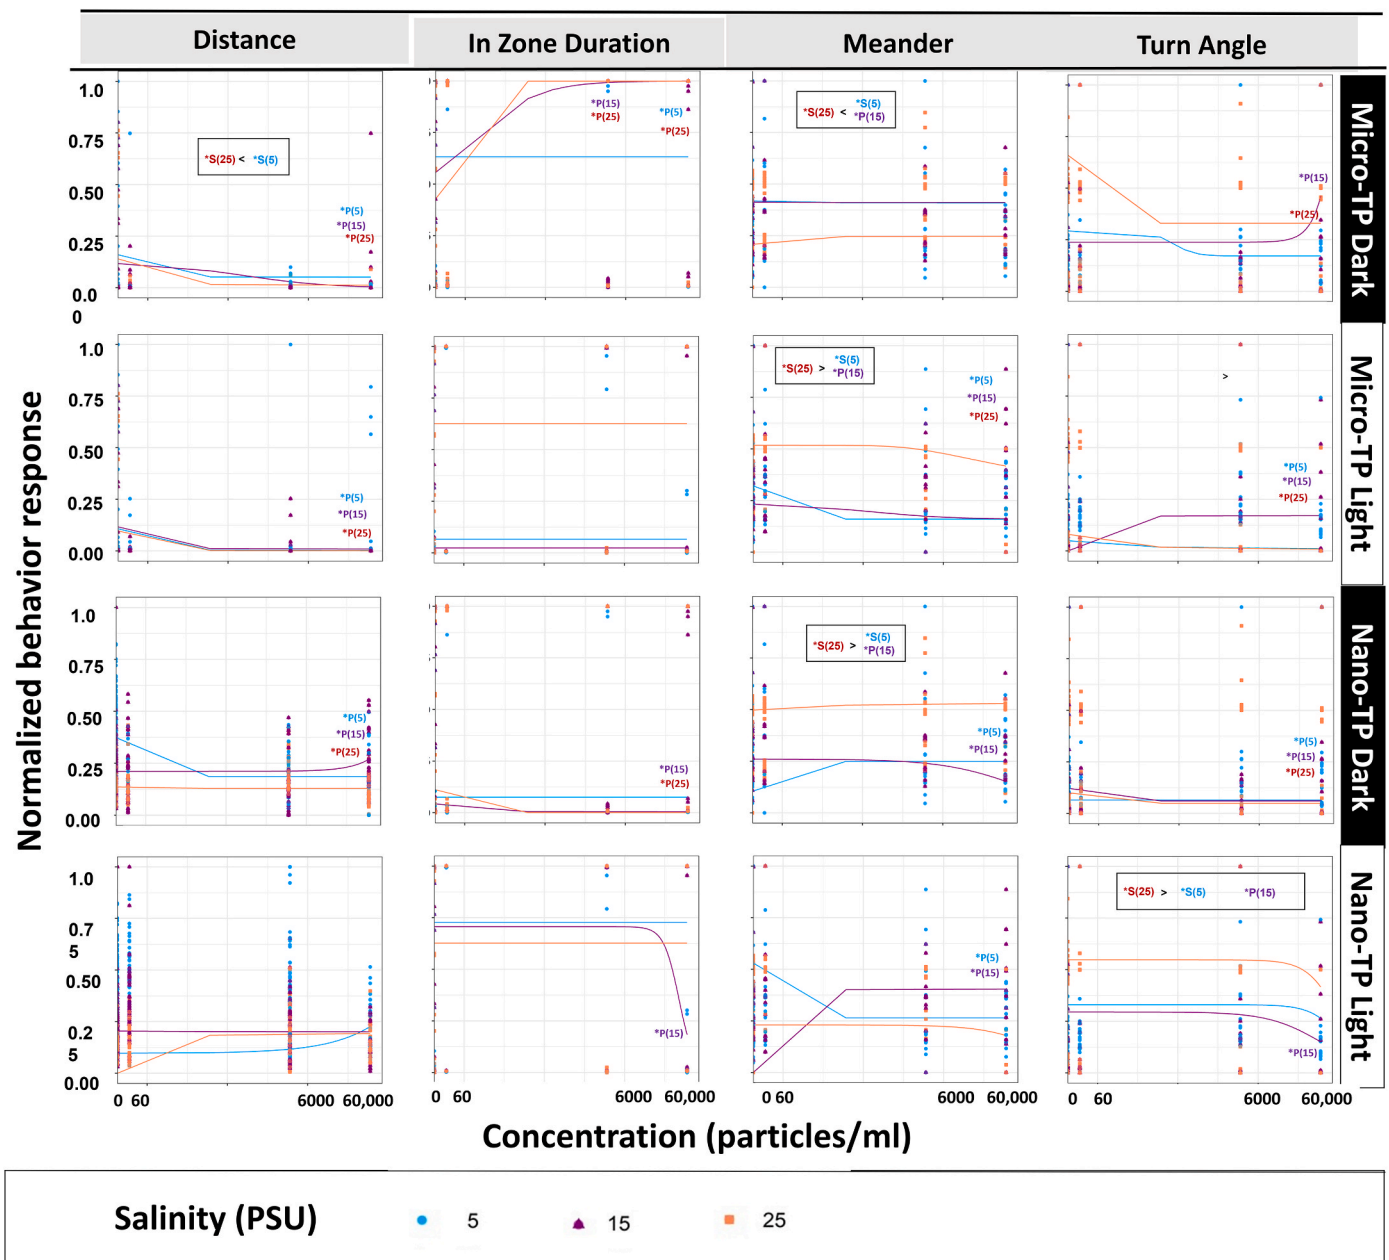 Distance
In Zone Duration
Meander
Turn Angle
Normalized behavior response
1.0
0.75
0.50
0.25
0.0
0
*S(25) < *S(5)
*P(5)
*P(15)
*P(25)
*P(15)
*P(25)
*P(5)
*P(25)
*S(25) < *S(5)
*P(15)
*P(15)
*P(25)
Micro-TP Dark
1.0
0.75
0.50
0.25
0.00
*P(5)
*P(15)
*P(25)
*S(25) > *S(5)
*P(15)
*P(5)
*P(15)
*P(25)
>
*P(5)
*P(15)
*P(25)
Micro-TP Light
1.0
0.75
0.50
0.25
0.00
*P(5)
*P(15)
*P(25)
*P(15)
*P(25)
*S(25) > *S(5)
*P(15)
*P(5)
*P(15)
*P(5)
*P(15)
*P(25)
Nano-TP Dark
1.0
0.7
5
0.50
0.2
5
0.00
*P(15)
*P(5)
*P(15)
*S(25) > *S(5) *P(15)
*P(15)
Nano-TP Light
0 60 6000 60,000
0 60 6000 60,000
0 60 6000 60,000
0 60 6000 60,000
Concentration (particles/ml)
Salinity (PSU) 5 15 25